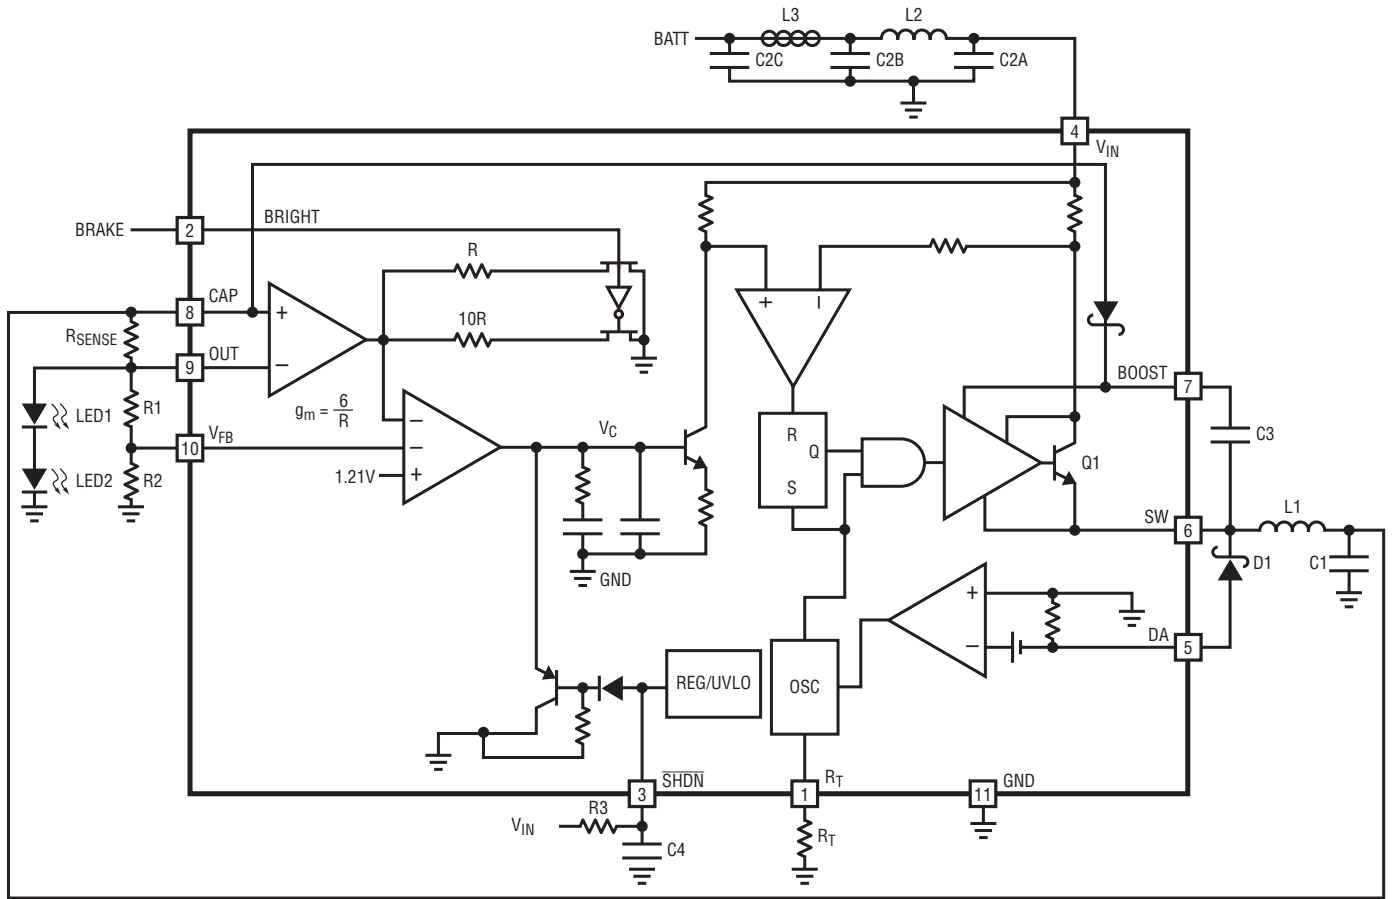 L3
L2
BATT
C2C
C2B
C2A
4
VIN
BRAKE
2
BRIGHT
R
8
CAP
+
10R
+
–
RSENSE
9
OUT
–
BOOST
7
LED1
R1
gm = 6/R
–
VC
R
Q
C3
10
VFB
–
Q1
LED2
R2
1.21V
+
S
SW
6
L1
GND
D1
C1
+
DA
5
–
REG/UVLO
OSC
3
SHDN
1
RT
11
GND
VIN
R3
C4
RT